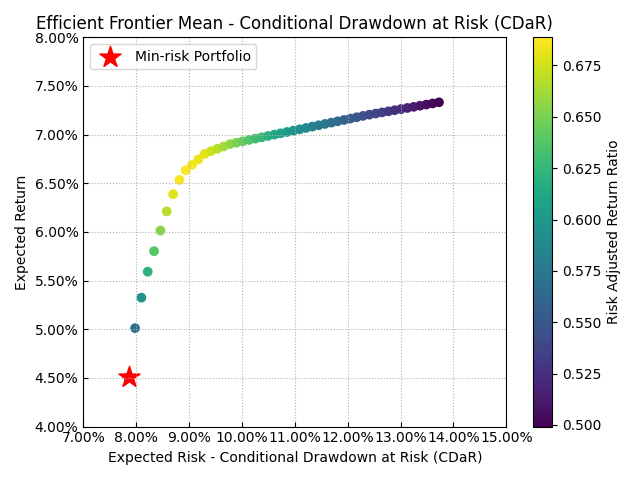 Efficient Frontier Mean - Conditional Drawdown at Risk (CDaR)
Min-risk Portfolio
8.00%
7.50%
7.00%
6.50%
6.00%
5.50%
5.00%
4.50%
4.00%
Expected Return
7.00% 8.00% 9.00% 10.00% 11.00% 12.00% 13.00% 14.00% 15.00%
Expected Risk - Conditional Drawdown at Risk (CDaR)
0.675
0.650
0.625
0.600
0.575
0.550
0.525
0.500
Risk Adjusted Return Ratio